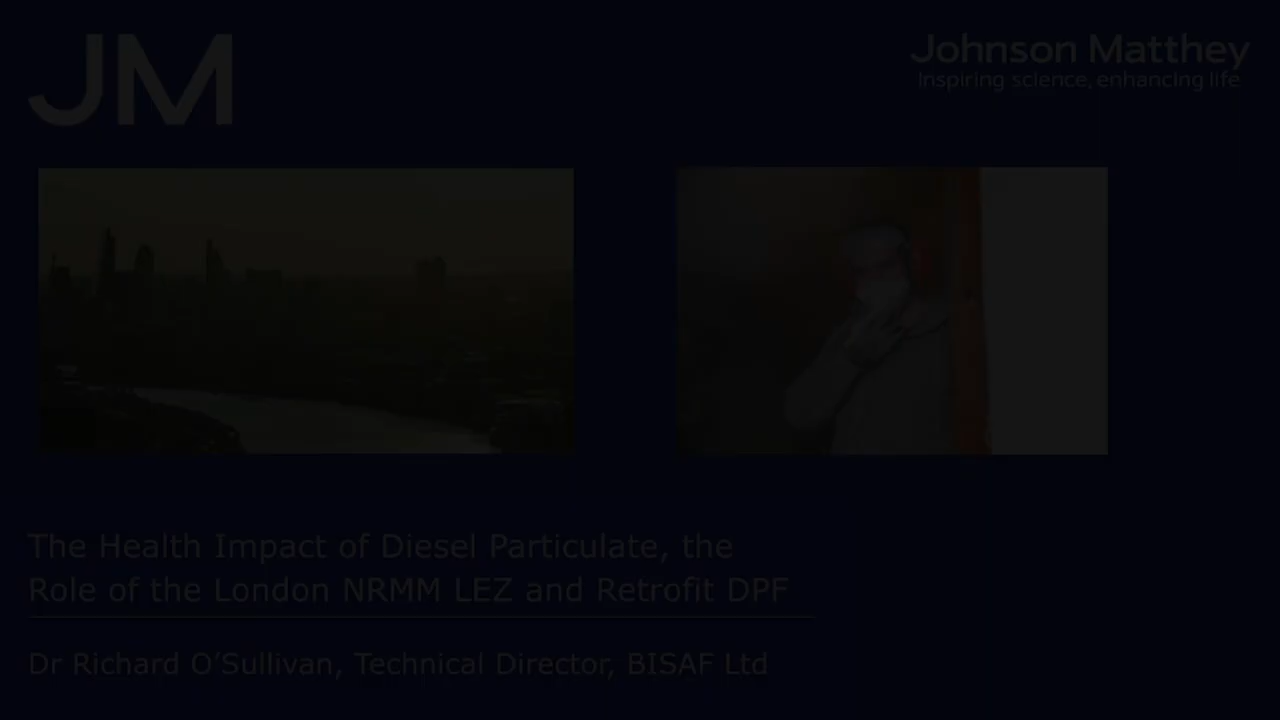 JM
Johnson Matthey
Inspiring science, enhancing life
The Health Impact of Diesel Particulate, the
Role of the London NRMM LEZ and Retrofit DPF
Dr Richard O’Sullivan, Technical Director, BISAF Ltd